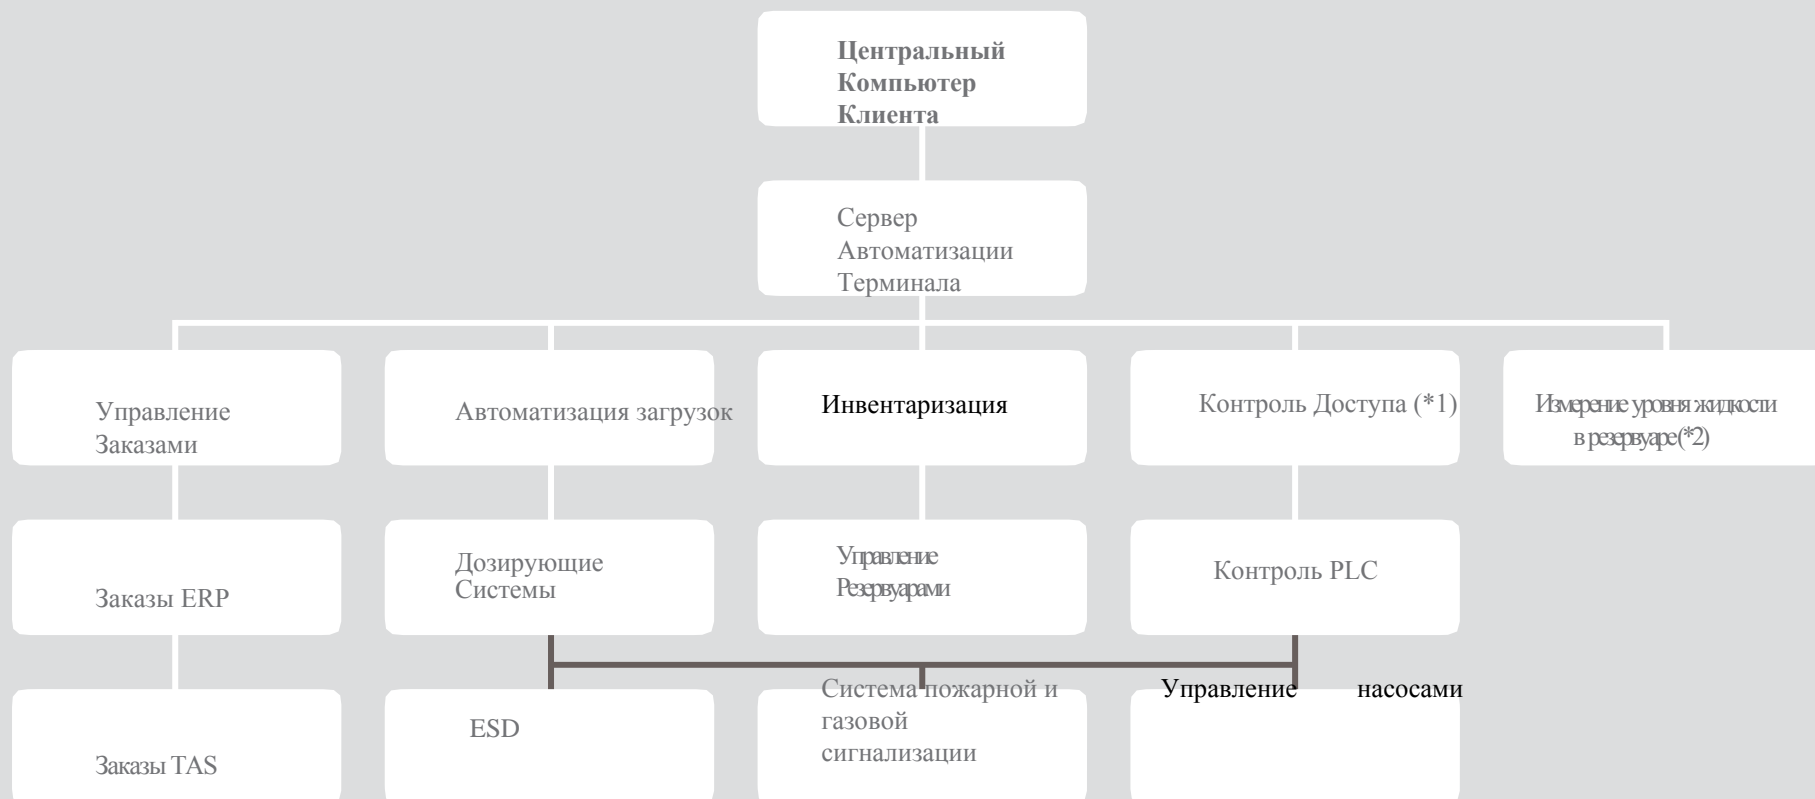 Центральный
Компьютер
Клиента
Сервер
Автоматизации
Терминала
Управление
Заказами
Автоматизация загрузок
Инвентаризация
Контроль Доступа (*1)
Измерение уровня жидкости
в резервуаре (*2)
Заказы ERP
Дозирующие
Системы
Управление
Резервуарами
Контроль PLC
Заказы TAS
ESD
Система пожарной и
газовой
сигнализации
Управление насосами